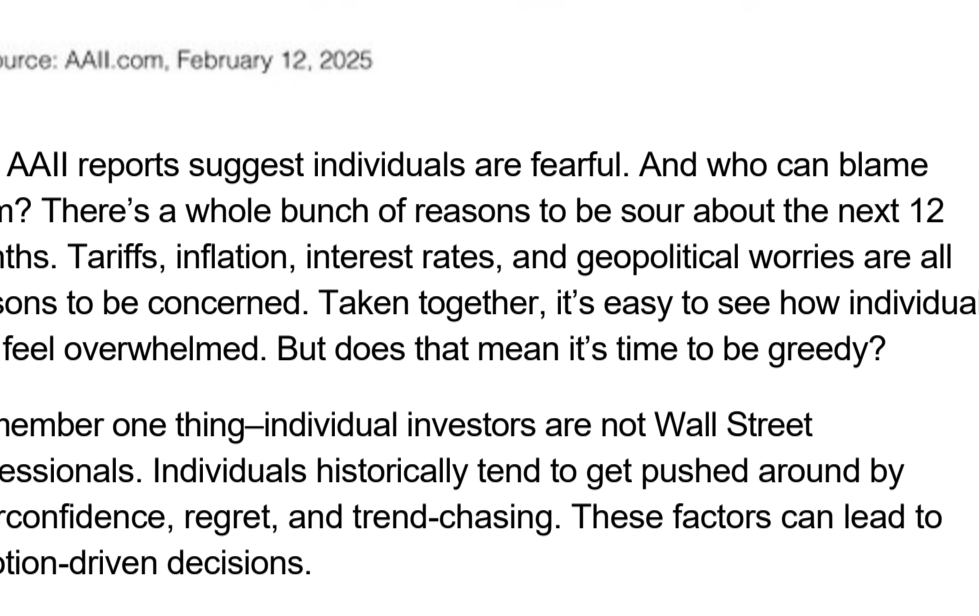 ource: AAII.com, February 12, 2025
AAII reports suggest individuals are fearful. And who can blame
m? There’s a whole bunch of reasons to be sour about the next 12
nths. Tariffs, inflation, interest rates, and geopolitical worries are all
sons to be concerned. Taken together, it’s easy to see how individual
feel overwhelmed. But does that mean it’s time to be greedy?
member one thing–individual investors are not Wall Street
essionals. Individuals historically tend to get pushed around by
rconfidence, regret, and trend-chasing. These factors can lead to
otion-driven decisions.